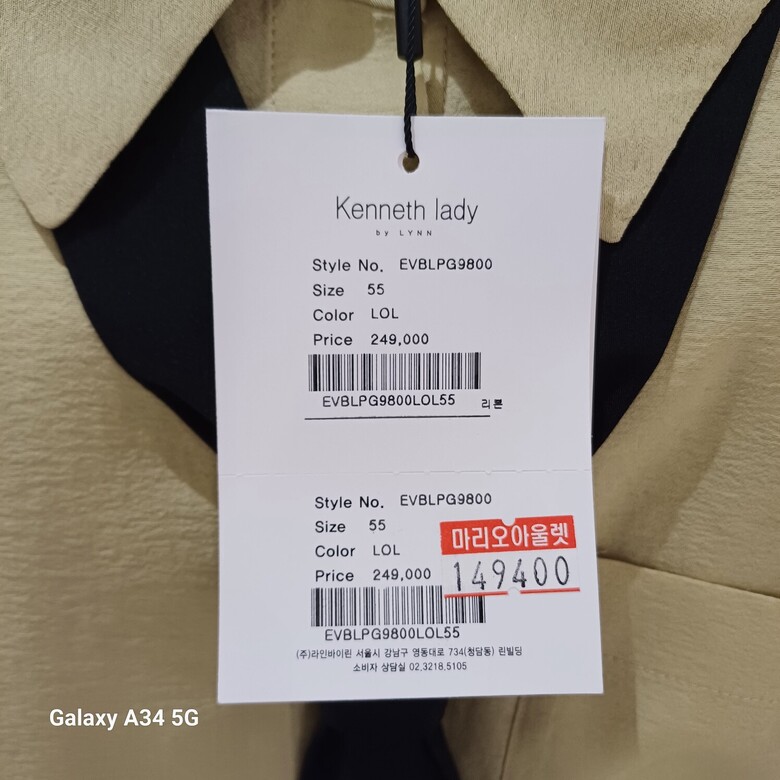 Kenneth lady
by LYNN
Style No. EVBLPG9800
Size 55
Color LOL
Price 249,000
EVBLPG9800LOL55 리본
Style No. EVBLPG9800
Size 55
마리오아울렛
Color LOL
Price 249,000
149400
EVBLPG9800LOL55
(주)라인바이린 서울시 강남구 영동대로 734(청담동) 린빌딩
소비자 상담실 02.3218.5105
Galaxy A34 5G